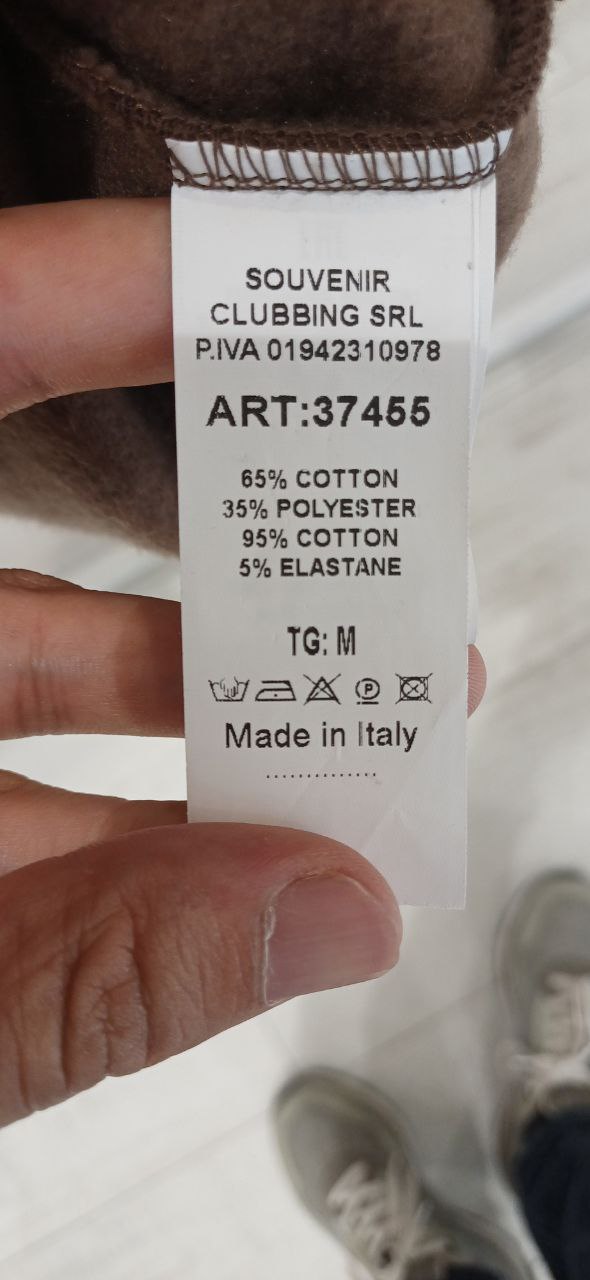 SOUVENIR
CLUBBING SRL
P.IVA 01942310978
ART:37455
65% COTTON
35% POLYESTER
95% COTTON
5% ELASTANE
TG: M
P
Made in Italy
..............